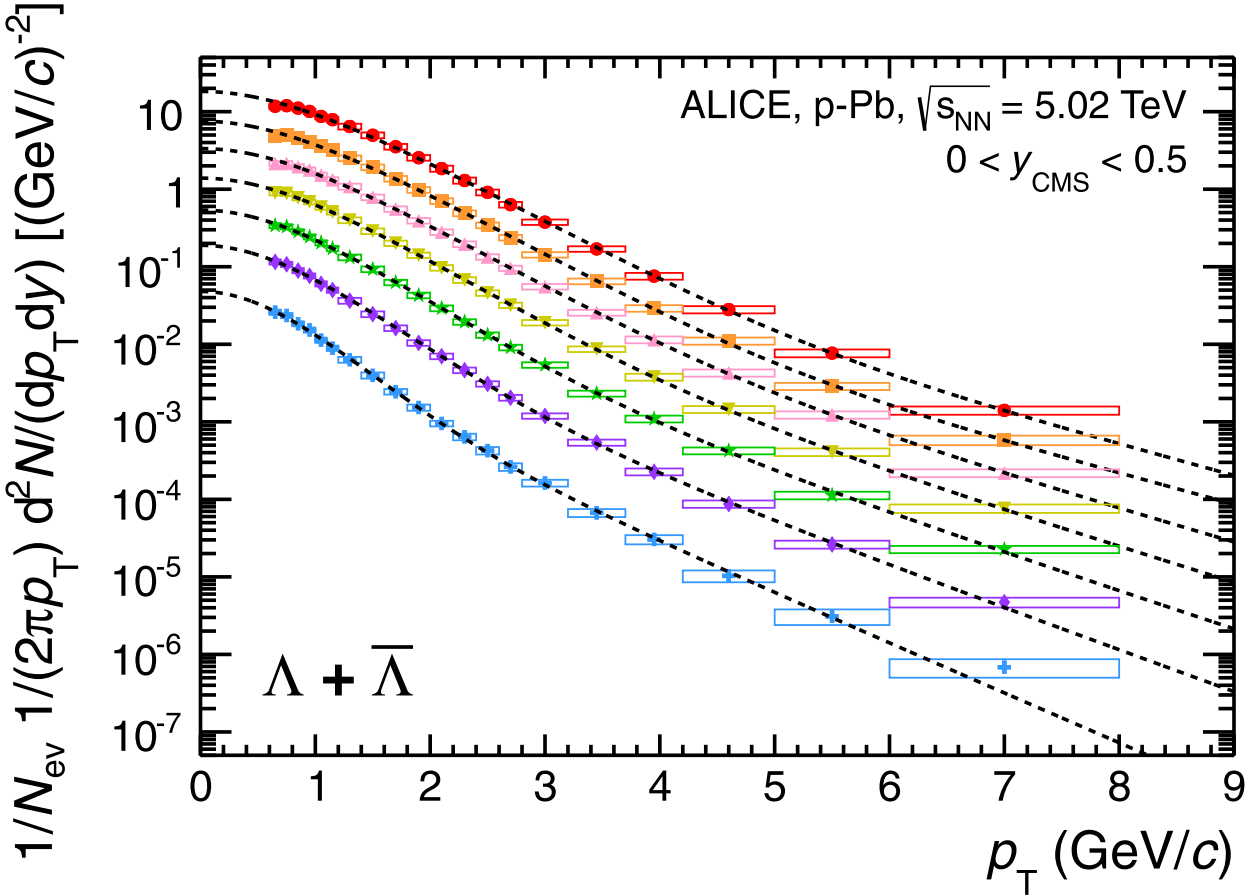 1/Nev 1/(2πpT) d²N/(dpTdy) [(GeV/c)⁻²]
ALICE, p-Pb, √sNN = 5.02 TeV
0 < yCMS < 0.5
10
1
10⁻¹
10⁻²
10⁻³
10⁻⁴
10⁻⁵
10⁻⁶
10⁻⁷
Λ + Λ̅
0 1 2 3 4 5 6 7 8 9
pT (GeV/c)